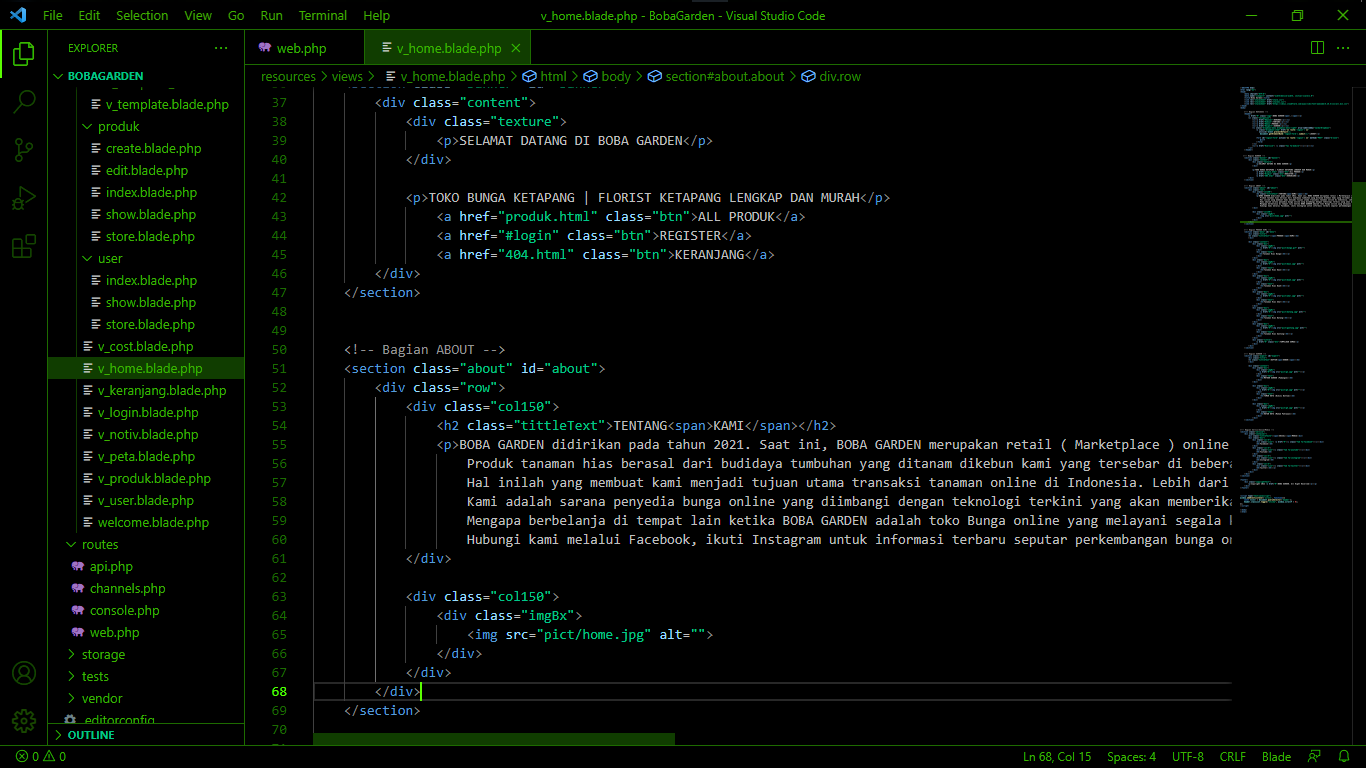 File Edit Selection View Go Run Terminal Help
v_home.blade.php - BobaGarden - Visual Studio Code
EXPLORER
BOBAGARDEN
v_template.blade.php
produk
create.blade.php
edit.blade.php
index.blade.php
show.blade.php
store.blade.php
user
index.blade.php
show.blade.php
store.blade.php
v_cost.blade.php
v_home.blade.php
v_keranjang.blade.php
v_login.blade.php
v_notiv.blade.php
v_peta.blade.php
v_produk.blade.php
v_user.blade.php
welcome.blade.php
routes
api.php
channels.php
console.php
web.php
storage
tests
vendor
.editorconfig
OUTLINE
web.php v_home.blade.php
resources > views > v_home.blade.php > html > body > section#about.about > div.row
37 <div class="content">
38 <div class="texture">
39 <p>SELAMAT DATANG DI BOBA GARDEN</p>
40 </div>
41
42 <p>TOKO BUNGA KETAPANG | FLORIST KETAPANG LENGKAP DAN MURAH</p>
43 <a href="produk.html" class="btn">ALL PRODUK</a>
44 <a href="#login" class="btn">REGISTER</a>
45 <a href="404.html" class="btn">KERANJANG</a>
46 </div>
47 </section>
48
49
50 <!-- Bagian ABOUT -->
51 <section class="about" id="about">
52 <div class="row">
53 <div class="col150">
54 <h2 class="tittleText">TENTANG<span>KAMI</span></h2>
55 <p>BOBA GARDEN didirikan pada tahun 2021. Saat ini, BOBA GARDEN merupakan retail ( Marketplace ) online
56 Produk tanaman hias berasal dari budidaya tumbuhan yang ditanam dikebun kami yang tersebar di bebera
57 Hal inilah yang membuat kami menjadi tujuan utama transaksi tanaman online di Indonesia. Lebih dari
58 Kami adalah sarana penyedia bunga online yang diimbangi dengan teknologi terkini yang akan memberika
59 Mengapa berbelanja di tempat lain ketika BOBA GARDEN adalah toko Bunga online yang melayani segala
60 Hubungi kami melalui Facebook, ikuti Instagram untuk informasi terbaru seputar perkembangan bunga
61 </div>
62
63 <div class="col150">
64 <div class="imgBx">
65 <img src="pict/home.jpg" alt="">
66 </div>
67 </div>
68 </div>
69 </section>
70
0 0
Ln 68, Col 15 Spaces: 4 UTF-8 CRLF Blade